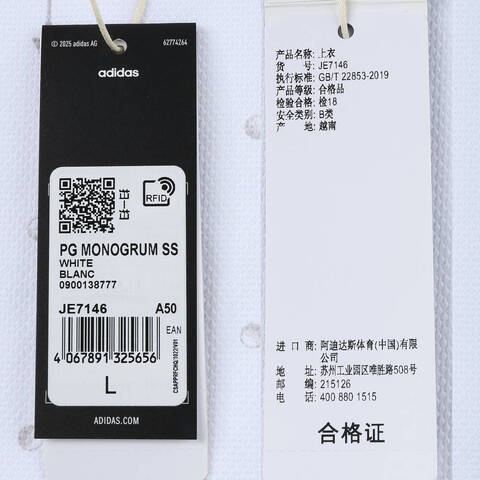 © 2025 adidas AG
62774264
adidas
RFID
PG MONOGRUM SS
WHITE
BLANC
0900138777
JE7146
A50
EAN
4 067891 325656
L
ADIDAS.COM
产品名称: 上衣
货 号: JE7146
执行标准: GB/T 22853-2019
产品等级: 合格品
检验合格: 检18
安全类别: B类
产 地: 越南
进 口 商: 阿迪达斯体育(中国)有限
公司
地 址: 苏州工业园区唯胜路508号
邮 编: 215126
电 话: 400 880 1515
合格证